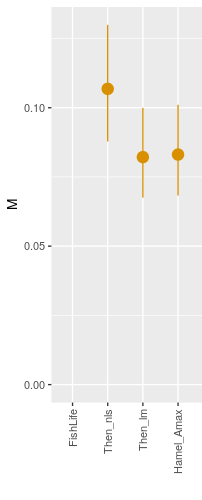 M
0.10
0.05
0.00
FishLife
Then_nls
Then_lm
Hamel_Amax